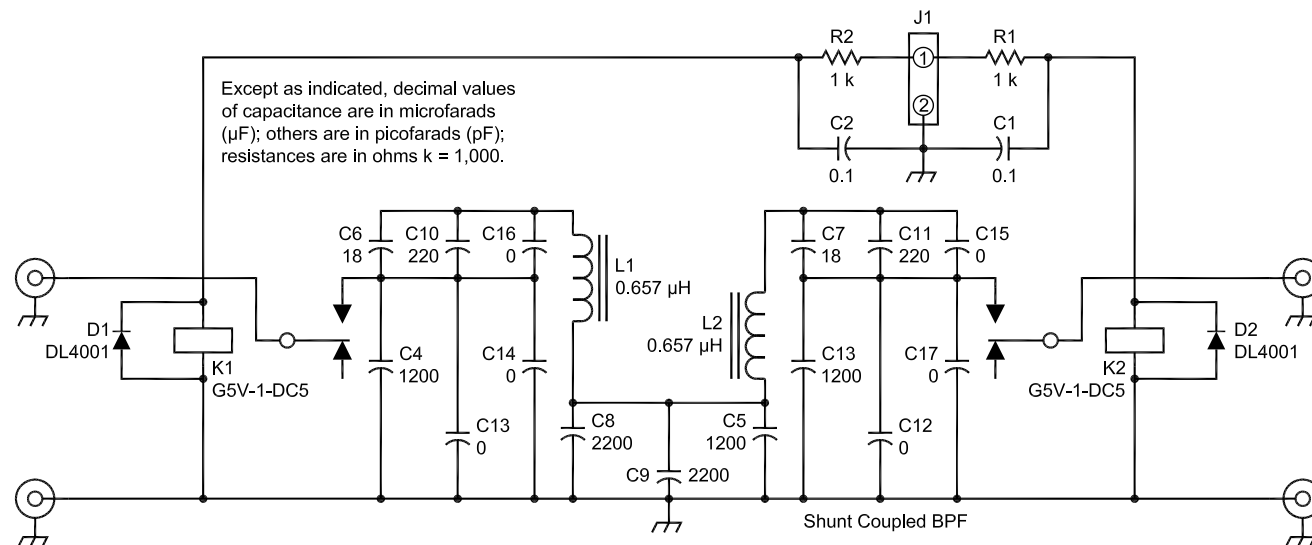 J1
R2
R1
1
1 k
1 k
Except as indicated, decimal values
of capacitance are in microfarads
(µF); others are in picofarads (pF);
resistances are in ohms k = 1,000.
2
C2
C1
0.1
0.1
C6
18
C10
220
C16
0
C7
18
C11
220
C15
0
L1
0.657 µH
L2
0.657 µH
D1
DL4001
K1
G5V-1-DC5
C4
1200
C14
0
C13
1200
C17
0
K2
G5V-1-DC5
D2
DL4001
C13
0
C8
2200
C5
1200
C12
0
C9
2200
Shunt Coupled BPF